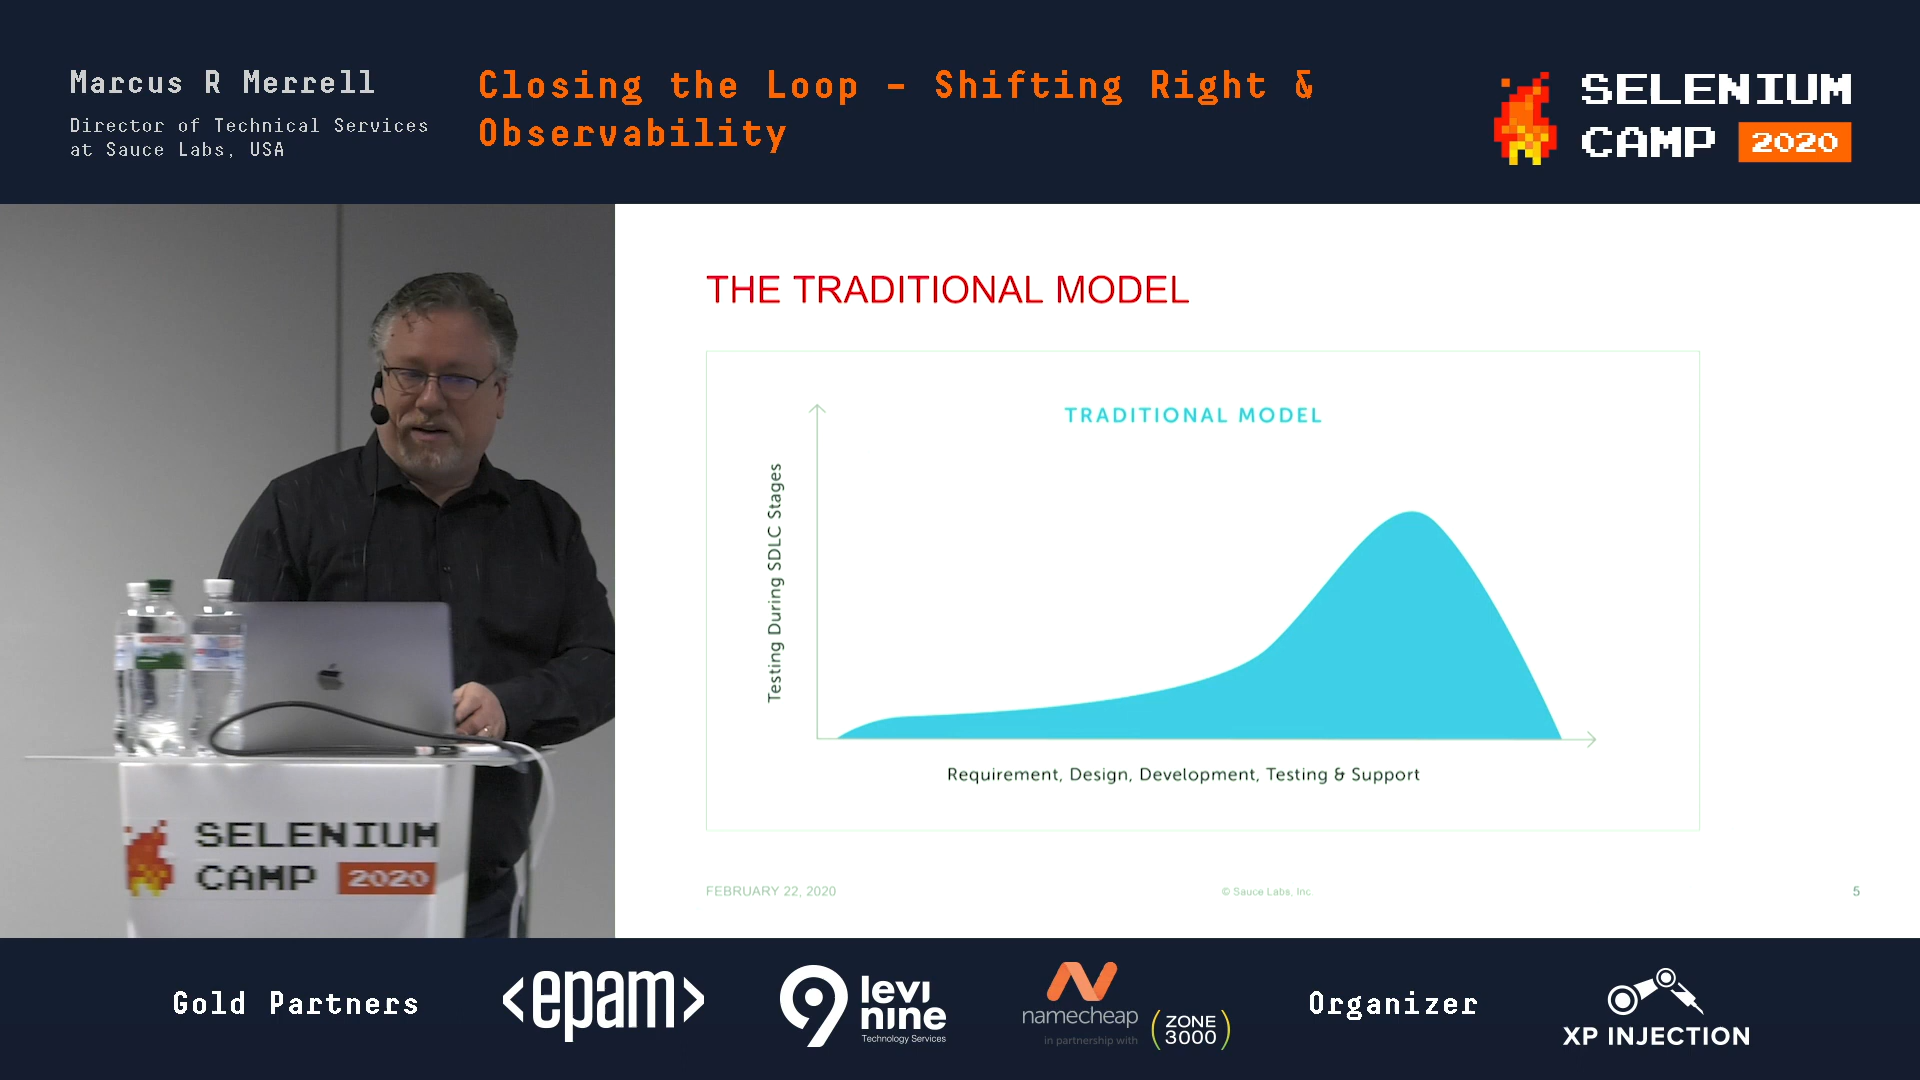 Marcus R Merrell
Director of Technical Services
at Sauce Labs, USA
Closing the Loop – Shifting Right &
Observability
SELENIUM
CAMP 2020
THE TRADITIONAL MODEL
TRADITIONAL MODEL
Testing During SDLC Stages
Requirement, Design, Development, Testing & Support
FEBRUARY 22, 2020
© Sauce Labs, Inc.
5
SELENIUM
CAMP 2020
Gold Partners
<epam>
levi
nine
Technology Services
namecheap
in partnership with
(ZONE
3000)
Organizer
XP INJECTION